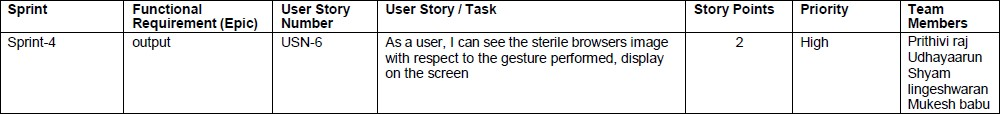 Sprint
Functional Requirement (Epic)
User Story Number
User Story / Task
Story Points
Priority
Team Members
Sprint-4
output
USN-6
As a user, I can see the sterile browsers image
with respect to the gesture performed, display
on the screen
2
High
Prithivi raj
Udhayaarun
Shyam
lingeshwaran
Mukesh babu